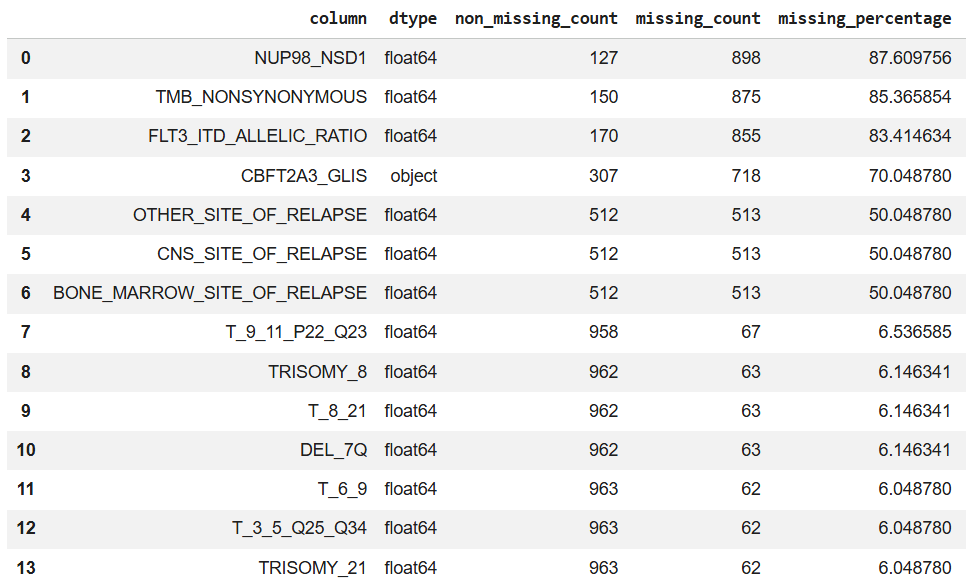 column dtype non_missing_count missing_count missing_percentage
0 NUP98_NSD1 float64 127 898 87.609756
1 TMB_NONSYNONYMOUS float64 150 875 85.365854
2 FLT3_ITD_ALLELIC_RATIO float64 170 855 83.414634
3 CBFT2A3_GLIS object 307 718 70.048780
4 OTHER_SITE_OF_RELAPSE float64 512 513 50.048780
5 CNS_SITE_OF_RELAPSE float64 512 513 50.048780
6 BONE_MARROW_SITE_OF_RELAPSE float64 512 513 50.048780
7 T_9_11_P22_Q23 float64 958 67 6.536585
8 TRISOMY_8 float64 962 63 6.146341
9 T_8_21 float64 962 63 6.146341
10 DEL_7Q float64 962 63 6.146341
11 T_6_9 float64 963 62 6.048780
12 T_3_5_Q25_Q34 float64 963 62 6.048780
13 TRISOMY_21 float64 963 62 6.048780